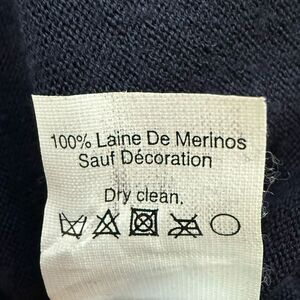 100% Laine De Merinos
Sauf Décoration
Dry clean.